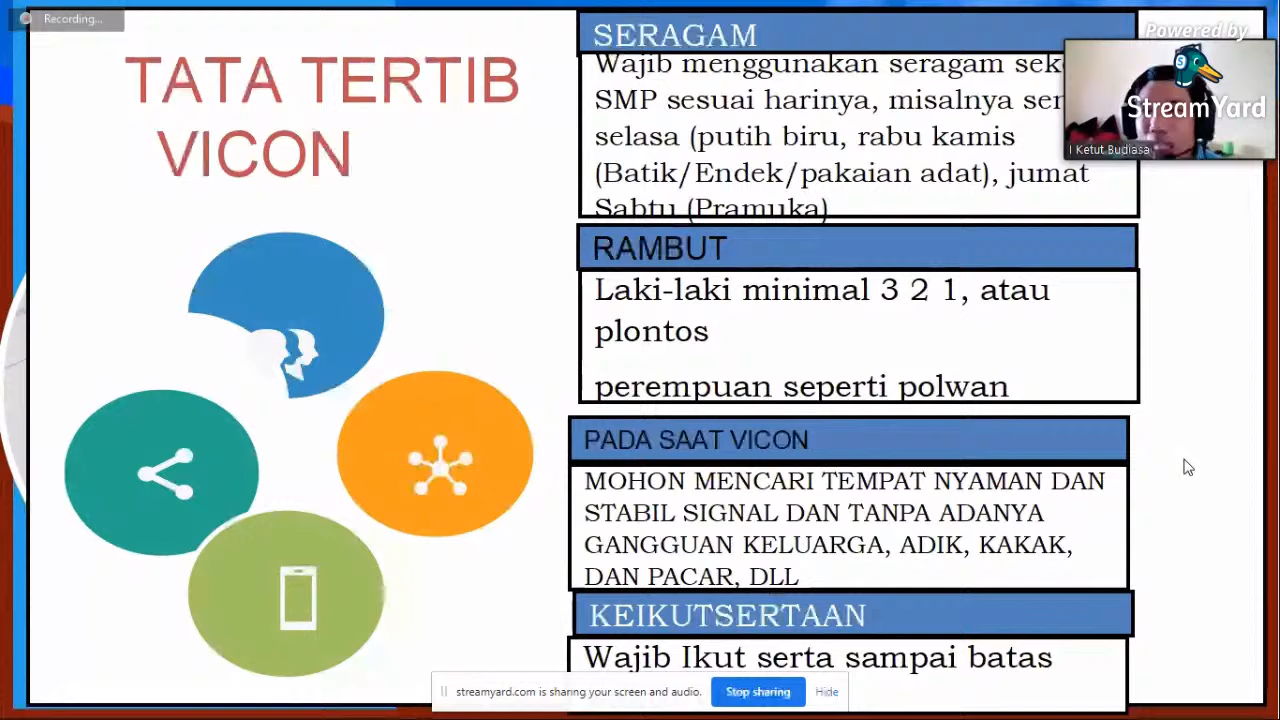 Recording...
TATA TERTIB
VICON
SERAGAM
Wajib menggunakan seragam
SMP sesuai harinya, misalnya
selasa (putih biru, rabu kamis
(Batik/Endek/pakaian adat), jumat
Sabtu (Pramuka)
RAMBUT
Laki-laki minimal 3 2 1, atau
plontos
perempuan seperti polwan
PADA SAAT VICON
MOHON MENCARI TEMPAT NYAMAN DAN
STABIL SIGNAL DAN TANPA ADANYA
GANGGUAN KELUARGA, ADIK, KAKAK,
DAN PACAR, DLL
KEIKUTSERTAAN
Wajib Ikut serta sampai batas
Powered by
StreamYard
I Ketut Budiasa
streamyard.com is sharing your screen and audio.
Stop sharing
Hide